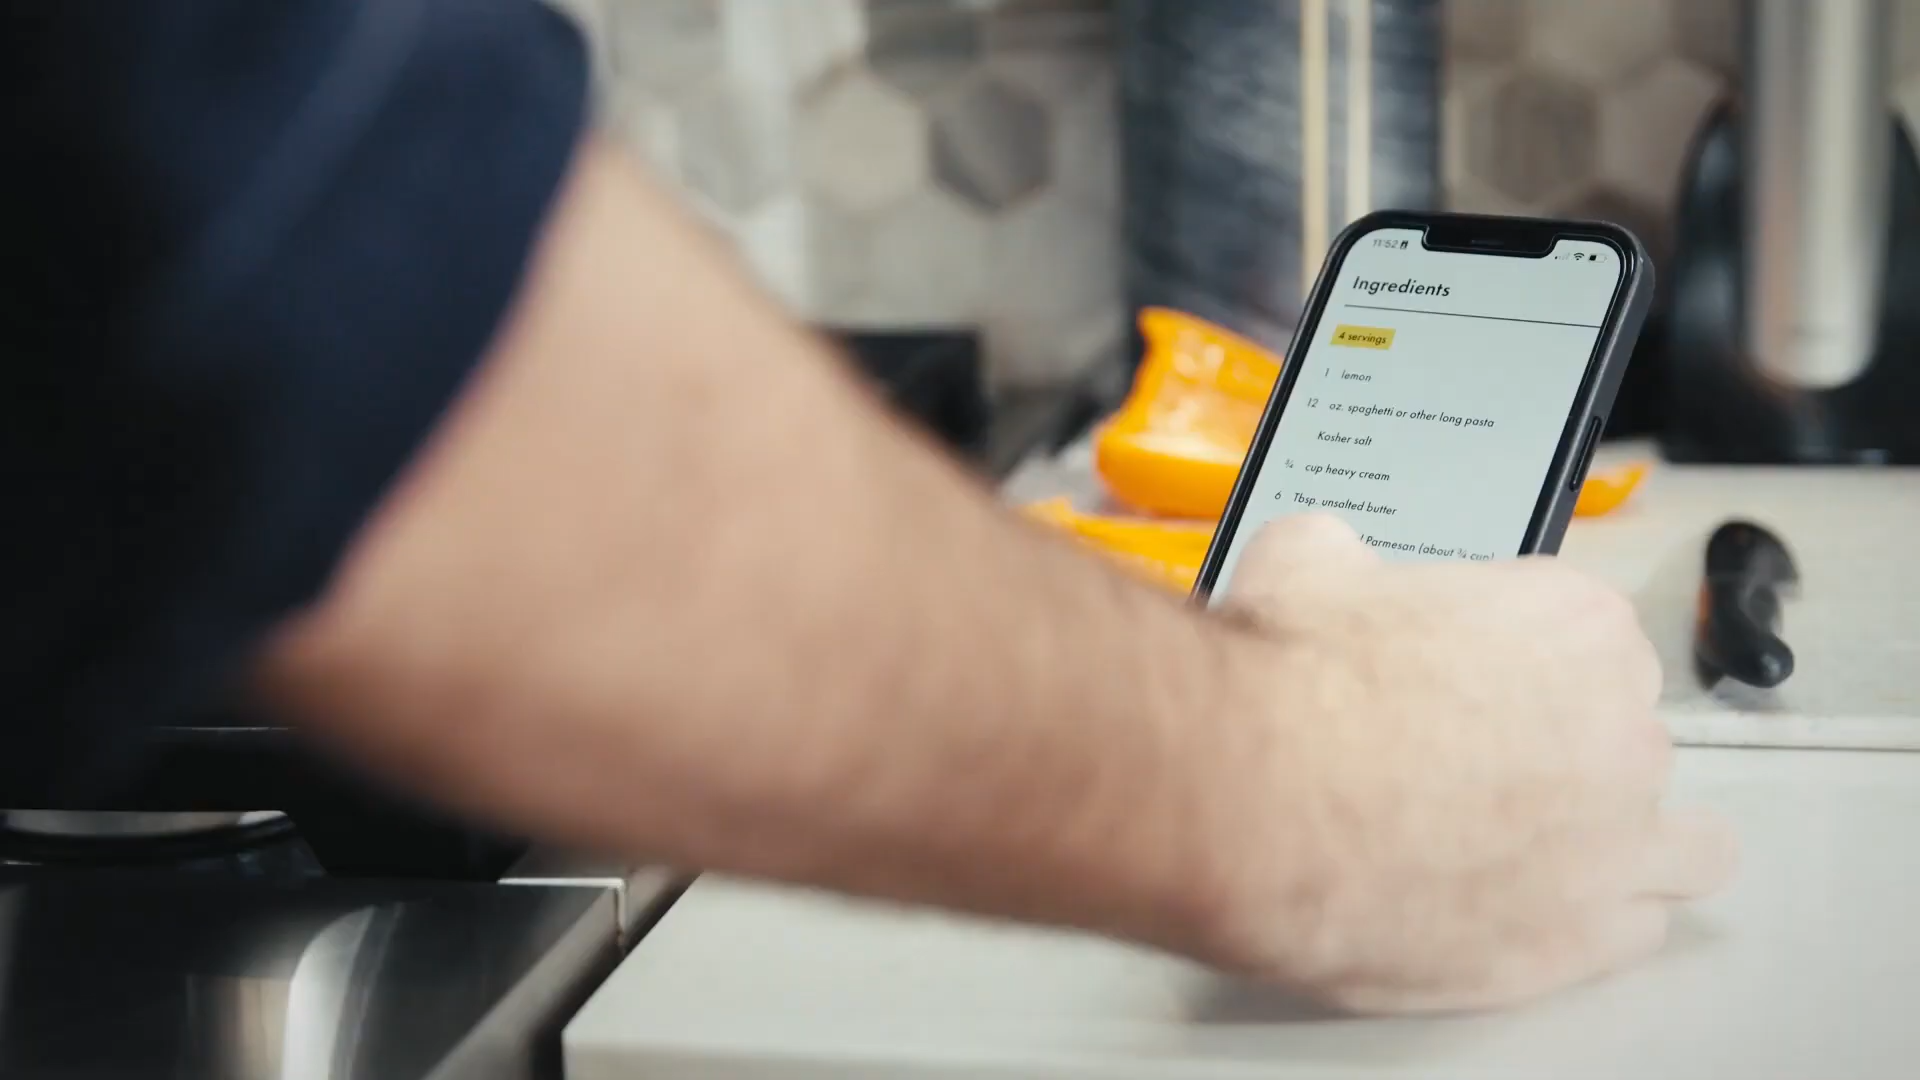 11:52
Ingredients
4 servings
1 lemon
12 oz. spaghetti or other long pasta
Kosher salt
¾ cup heavy cream
6 Tbsp. unsalted butter
Parmesan (about ¾ cup)